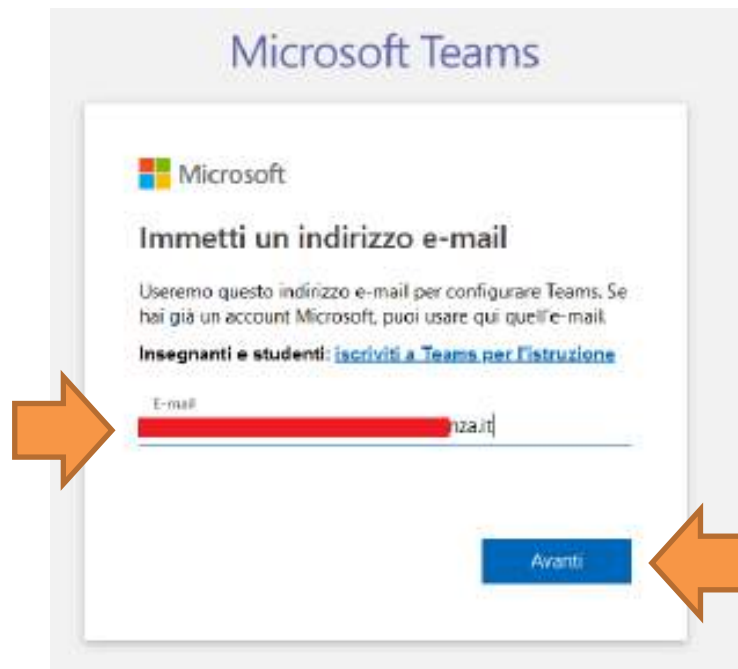 Microsoft Teams
Microsoft
Immetti un indirizzo e-mail
Useremo questo indirizzo e-mail per configurare Teams. Se
hai già un account Microsoft, puoi usare qui quell'e-mail.
Insegnanti e studenti: iscriviti a Teams per l'istruzione
E-mail
nza.it
Avanti